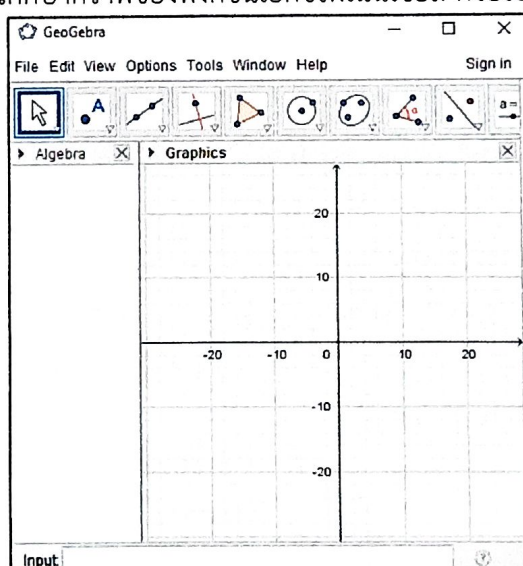 GeoGebra
File Edit View Options Tools Window Help Sign in
A a=
Algebra Graphics
20
10
-20 -10 0 10 20
-10
-20
Input